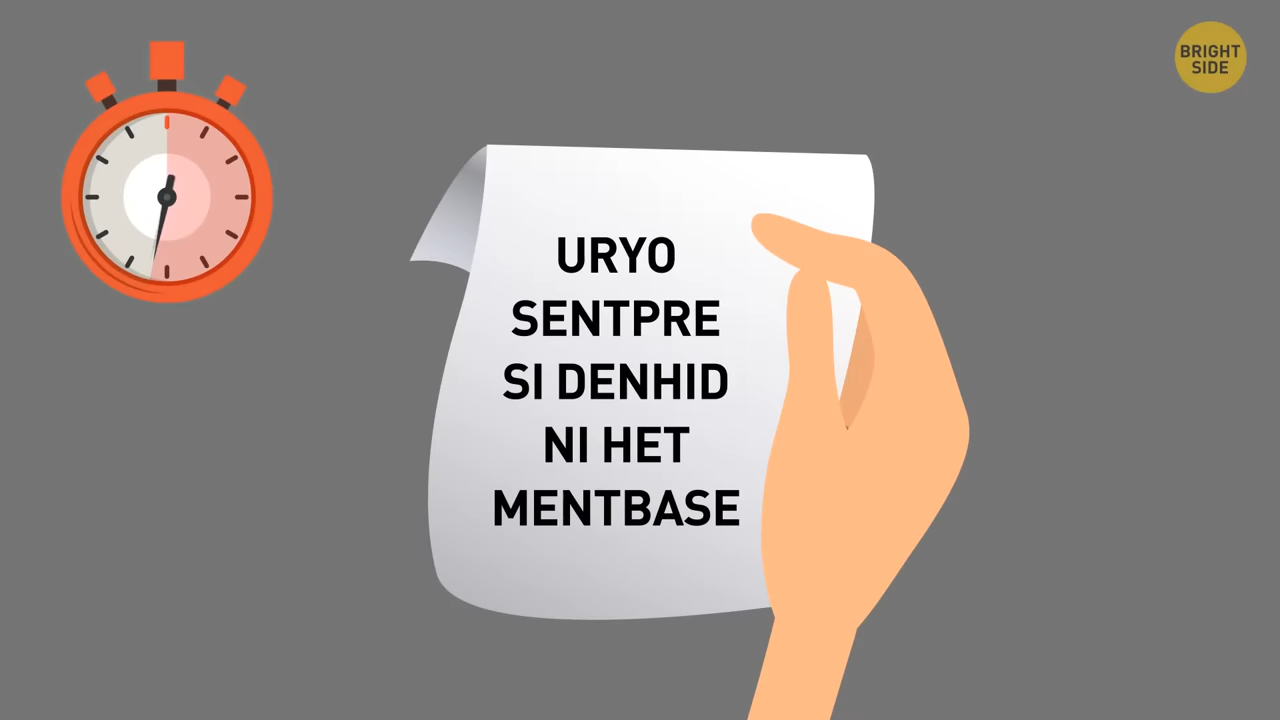 BRIGHT
SIDE
URYO
SENTPRE
SI DENHID
NI HET
MENTBASE